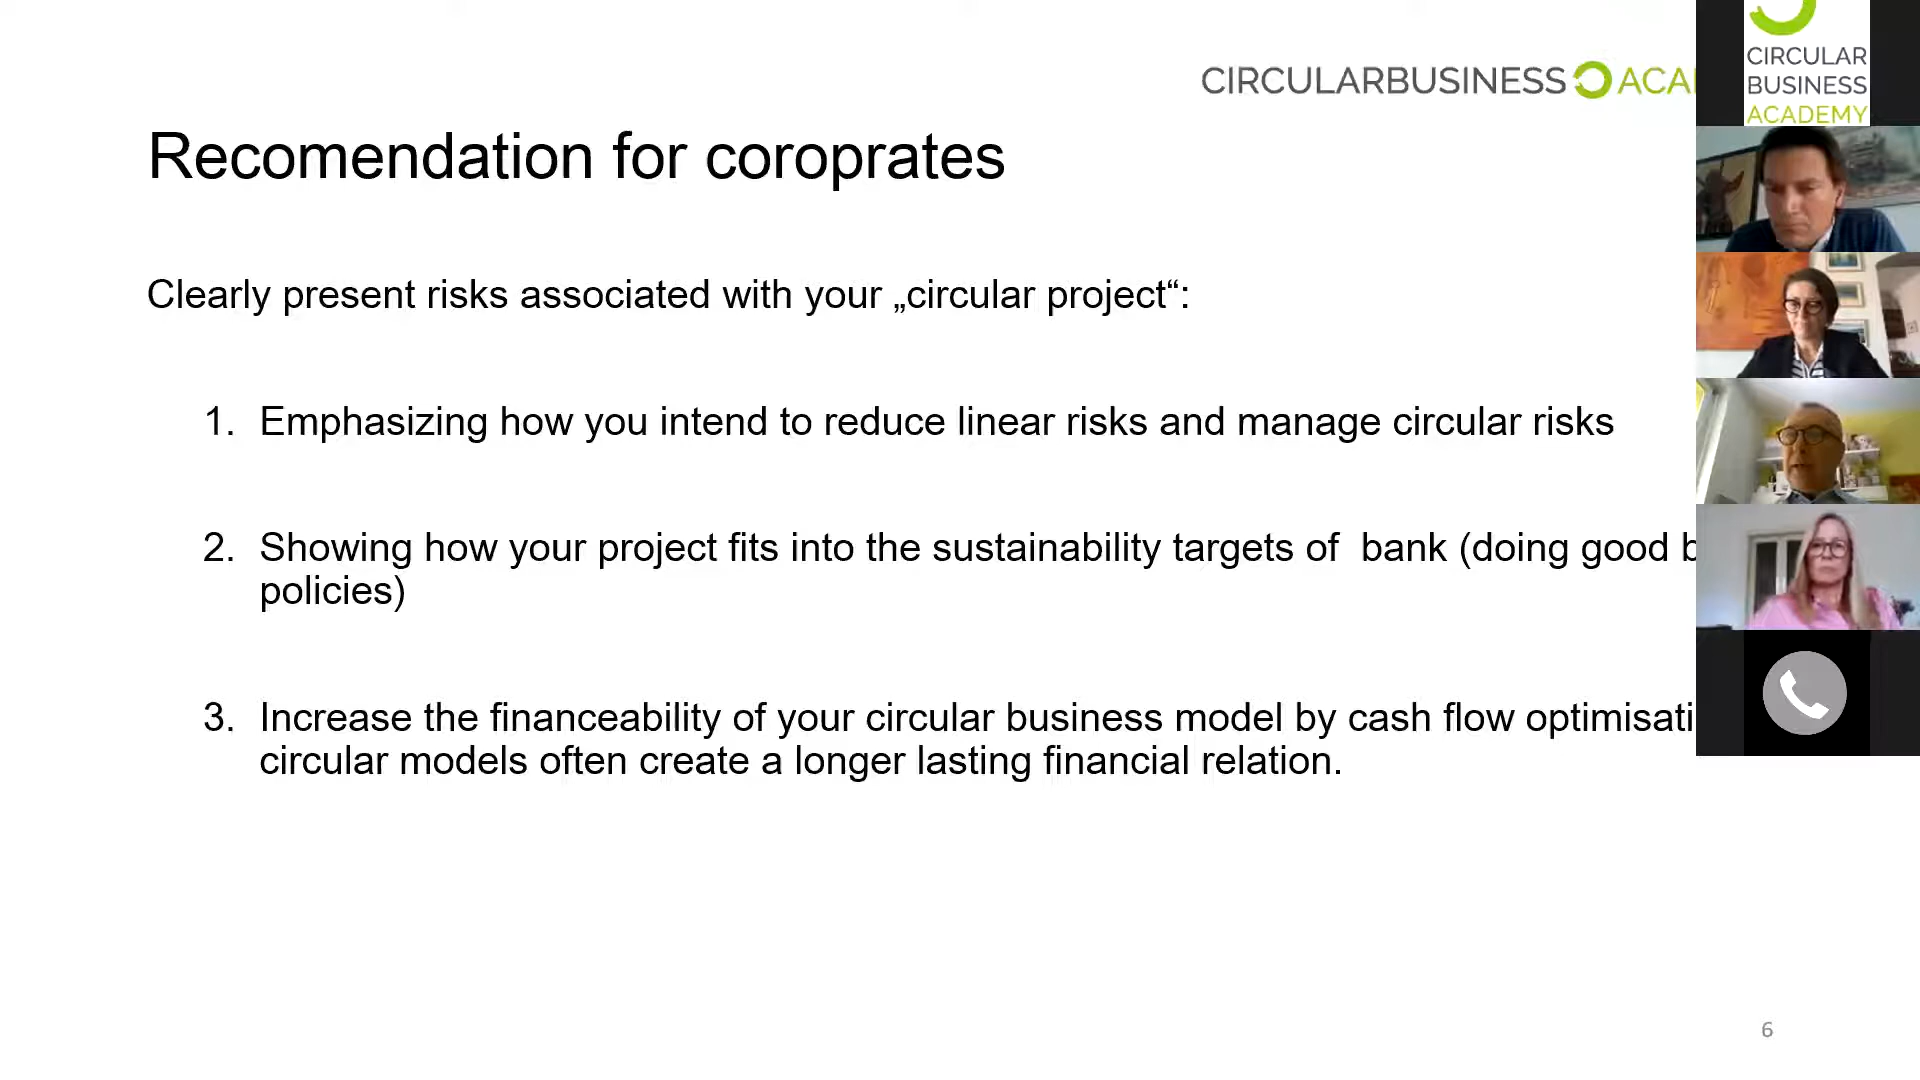 CIRCULARBUSINESS ACA
CIRCULAR
BUSINESS
ACADEMY
Recomendation for coroprates
Clearly present risks associated with your „circular project“:
1. Emphasizing how you intend to reduce linear risks and manage circular risks
2. Showing how your project fits into the sustainability targets of bank (doing good
policies)
3. Increase the financeability of your circular business model by cash flow optimisati
circular models often create a longer lasting financial relation.
6